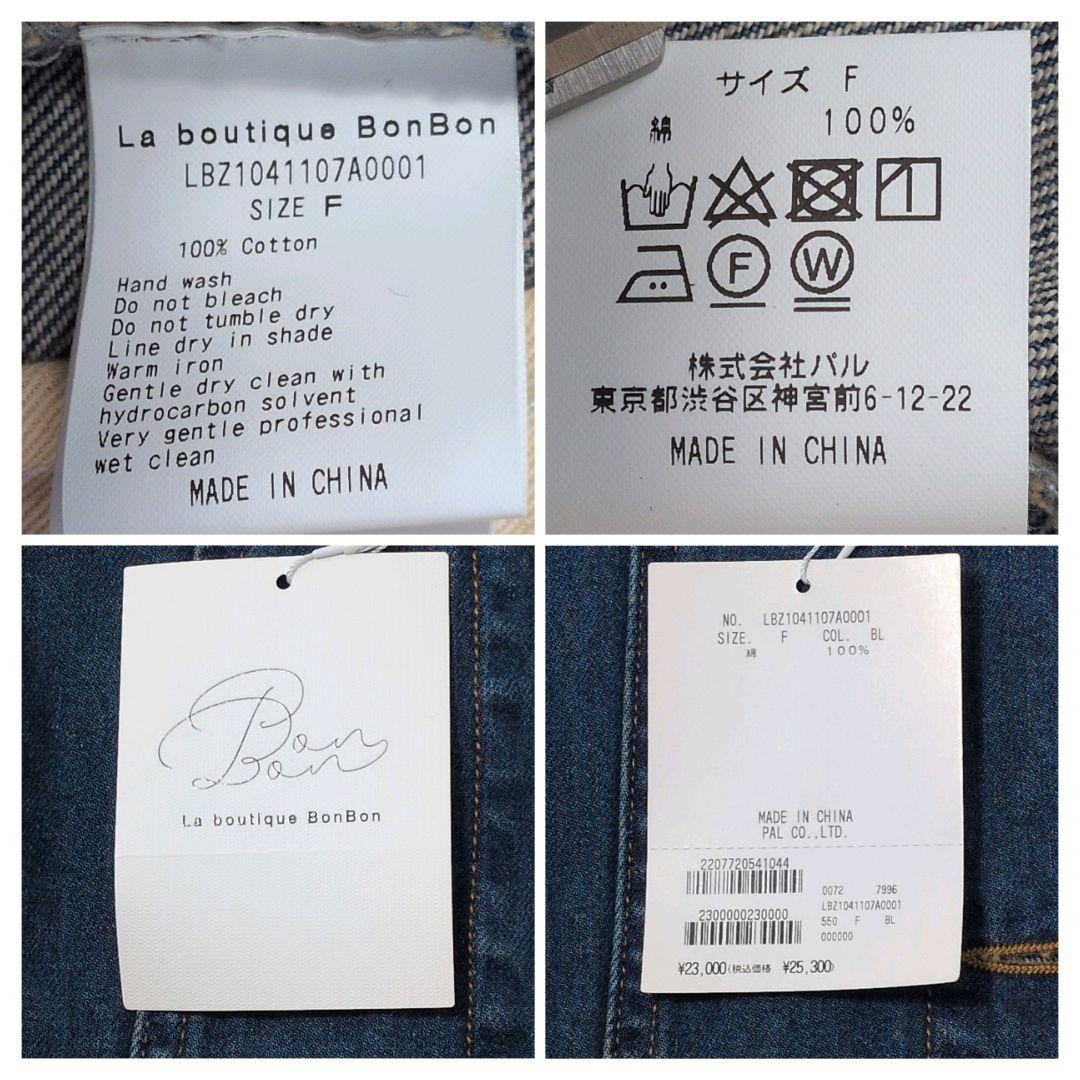 La boutique BonBon
LBZ1041107A0001
SIZE F
100% Cotton
Hand wash
Do not bleach
Do not tumble dry
Line dry in shade
Warm iron
Gentle dry clean with
hydrocarbon solvent
Very gentle professional
wet clean
MADE IN CHINA
サイズ F
綿 100%
F W
株式会社パル
東京都渋谷区神宮前6-12-22
MADE IN CHINA
Bon
Bon
La boutique BonBon
NO. LBZ1041107A0001
SIZE. F COL. BL
綿 100%
MADE IN CHINA
PAL CO.,LTD.
2207720541044
0072 7996
LBZ1041107A0001
2300000230000
550 F BL
000000
¥23,000(税込価格 ¥25,300)